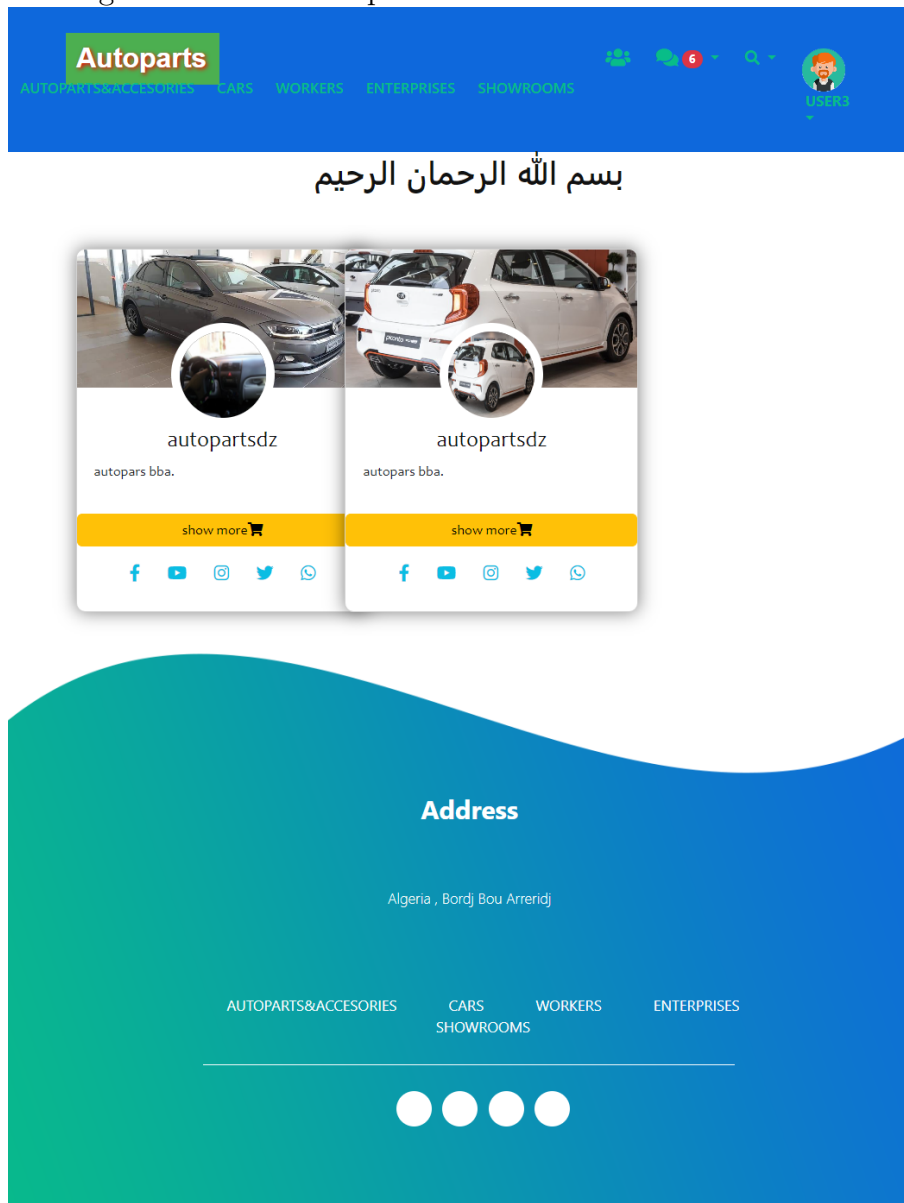 Autoparts
6
AUTOPARTS&ACCESORIES CARS WORKERS ENTERPRISES SHOWROOMS
USER3
بسم الله الرحمان الرحيم
autopartsdz
autopars bba.
show more
autopartsdz
autopars bba.
show more
Address
Algeria , Bordj Bou Arreridj
AUTOPARTS&ACCESORIES CARS WORKERS ENTERPRISES
SHOWROOMS